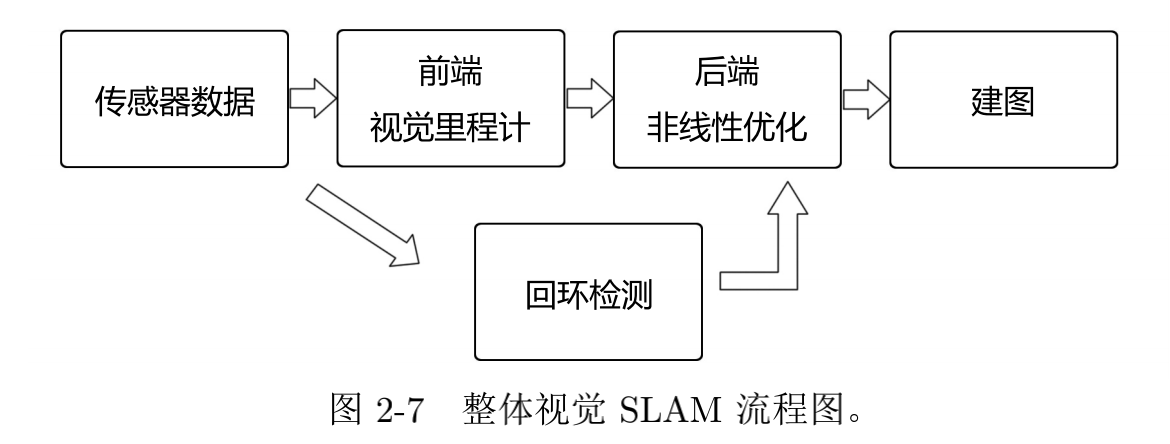 传感器数据
前端
视觉里程计
后端
非线性优化
建图
回环检测
图 2-7 整体视觉 SLAM 流程图。